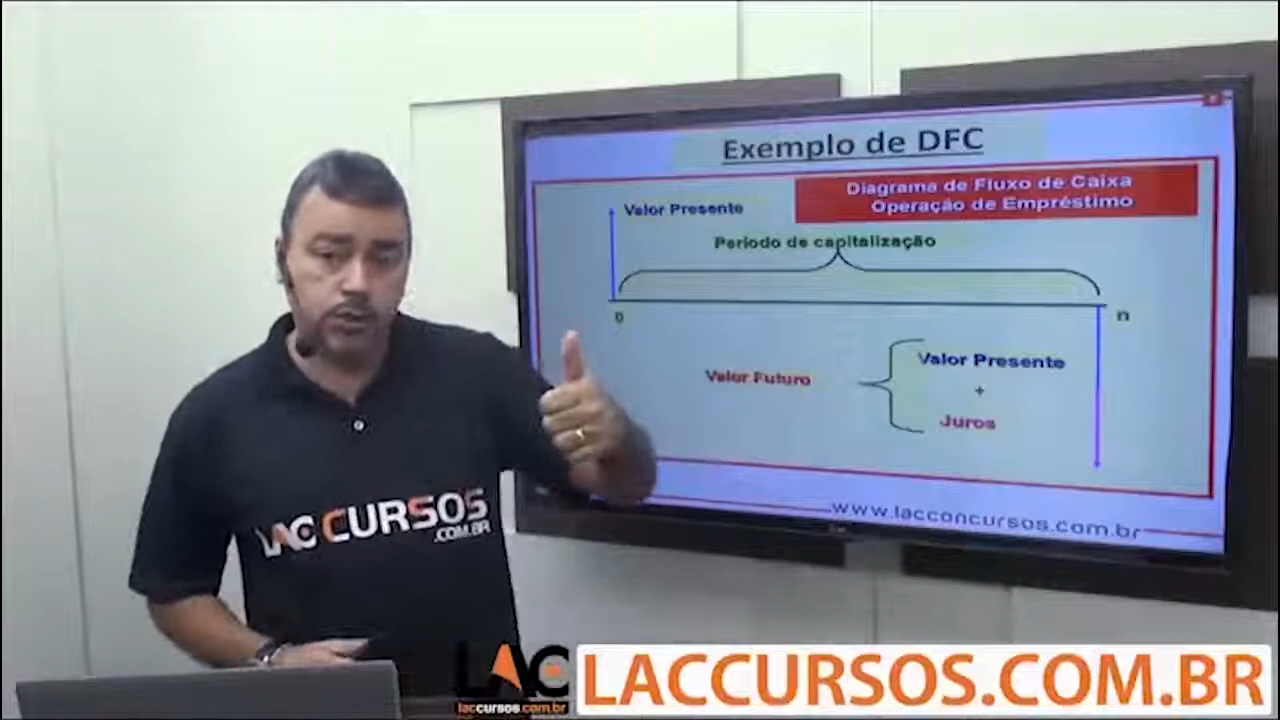 Exemplo de DFC
Diagrama de Fluxo de Caixa
Operação de Empréstimo
Valor Presente
Período de capitalização
0
n
Valor Futuro
Valor Presente
+
Juros
www.lacconcursos.com.br
LAC CURSOS
.COM.BR
LAC
laccursos.com.br
LACCURSOS.COM.BR